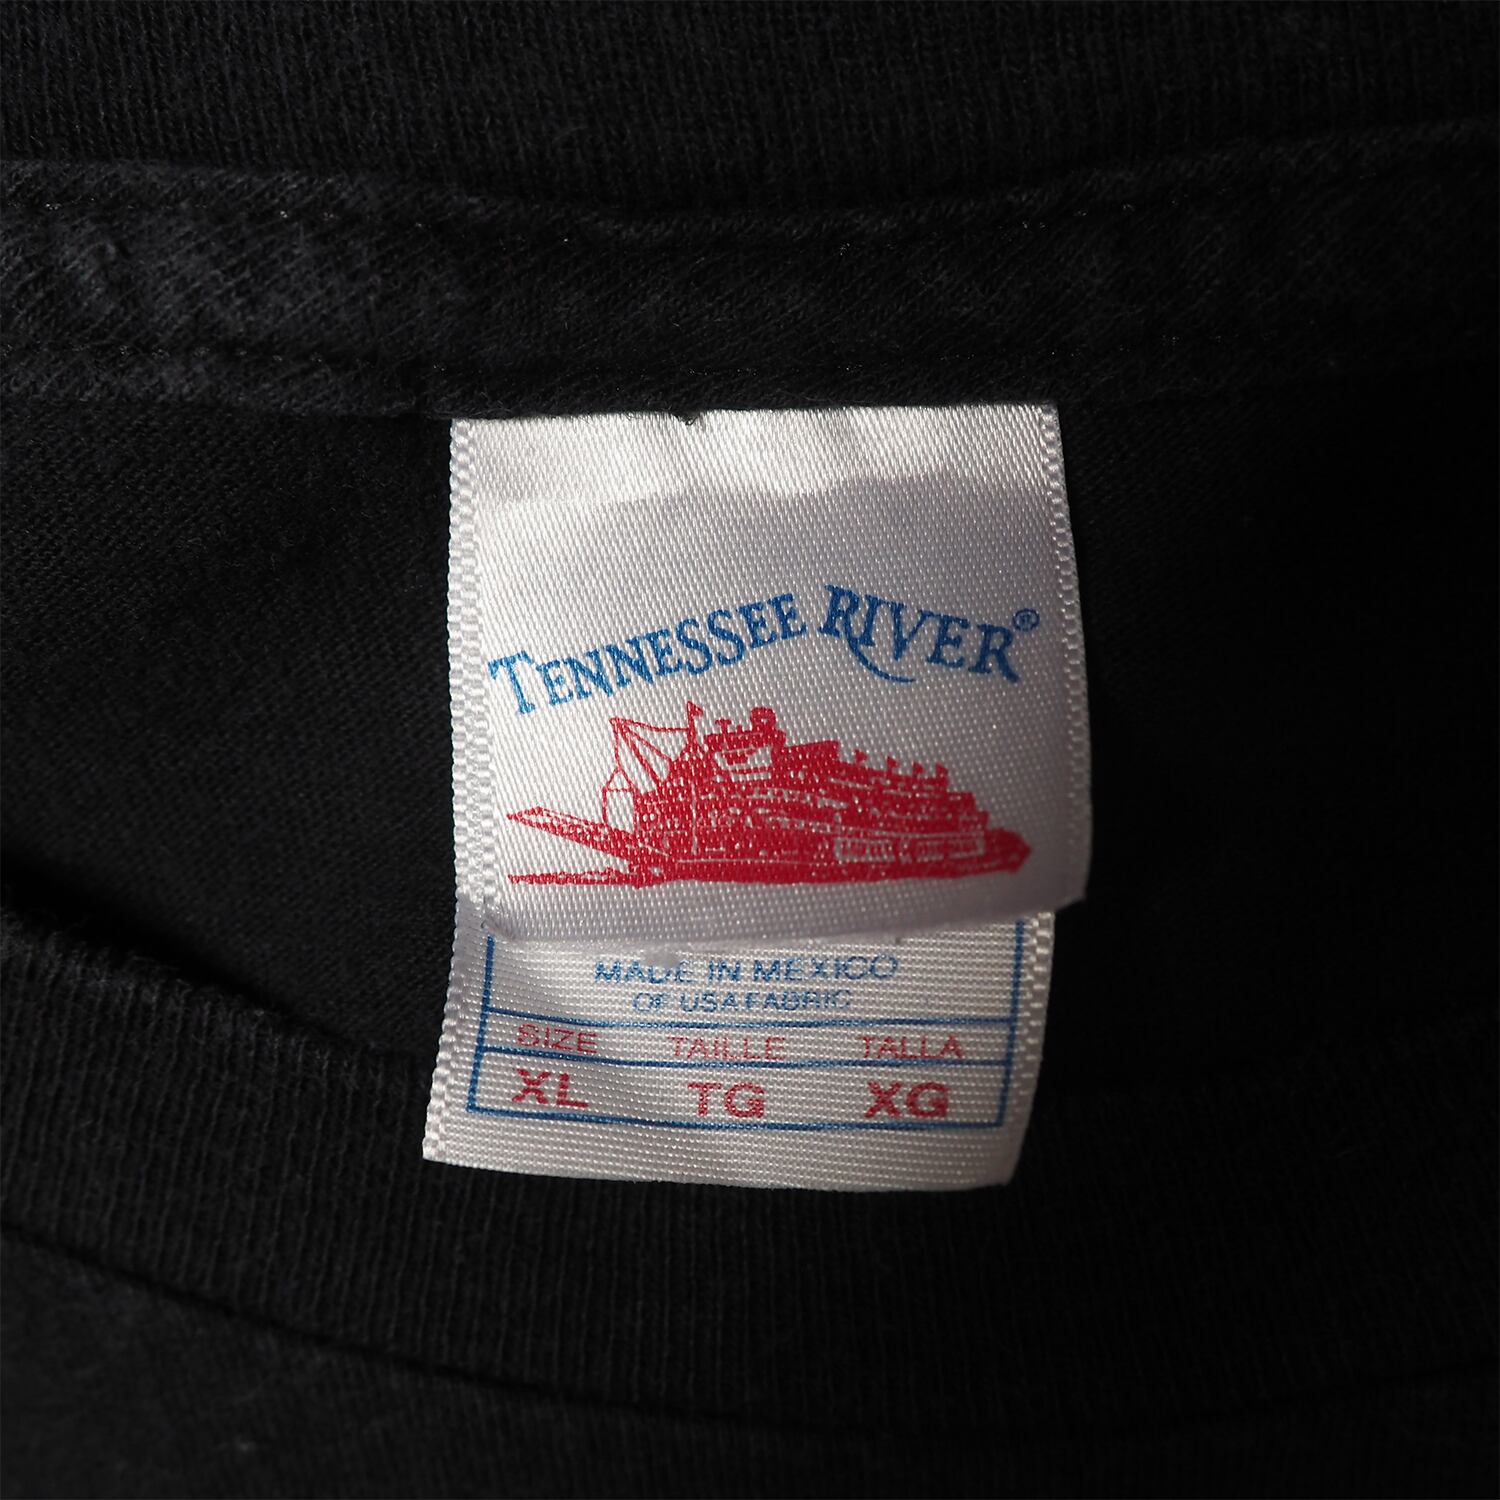 TENNESSEE RIVER®
MADE IN MEXICO
OF USA FABRIC
SIZE TAILLE TALLA
XL TG XG